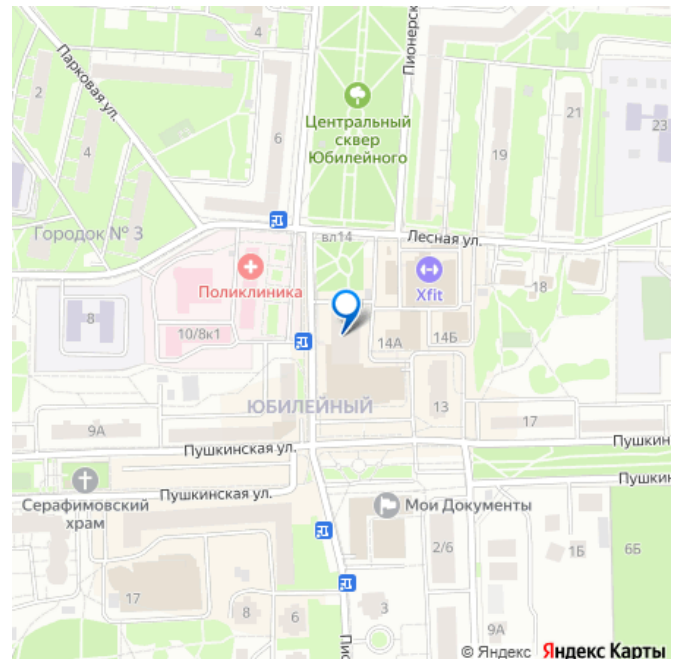 4
Пионерск
Парковая ул.
2
Центральный
сквер
Юбилейного
21
23
6
19
4
Городок № 3
вл14
Лесная ул.
Поликлиника
Xfit
18
8
10/8к1
14А
14Б
ЮБИЛЕЙНЫЙ
13
17
9А
Пушкинская ул.
Пушкин
Пушкинская ул.
Пушки
Серафимовский
храм
Мои Документы
2/6
1Б
6Б
17
8
6
3
9А
Пио
© Яндекс Яндекс Карты